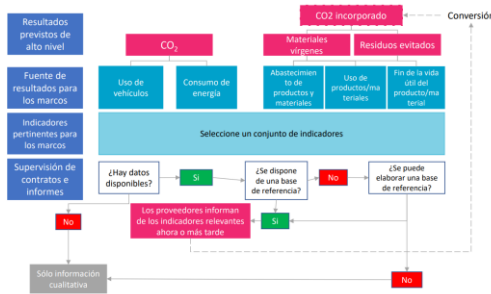 Resultados
previstos de
alto nivel
CO2 incorporado
Conversión
CO₂
Materiales
vírgenes
Residuos evitados
Fuente de
resultados para
los marcos
Uso de
vehículos
Consumo de
energía
Abastecimien
to de
productos y
materiales
Uso de
productos/ma
teriales
Fin de la vida
útil del
producto/ma
terial
Indicadores
pertinentes para
los marcos
Seleccione un conjunto de indicadores
Supervisión de
contratos e
informes
¿Hay datos
disponibles?
Si
¿Se dispone
de una base
de referencia?
No
¿Se puede
elaborar una base
de referencia?
No
Los proveedores informan
de los indicadores relevantes
ahora o más tarde
Si
Sólo información
cualitativa
No